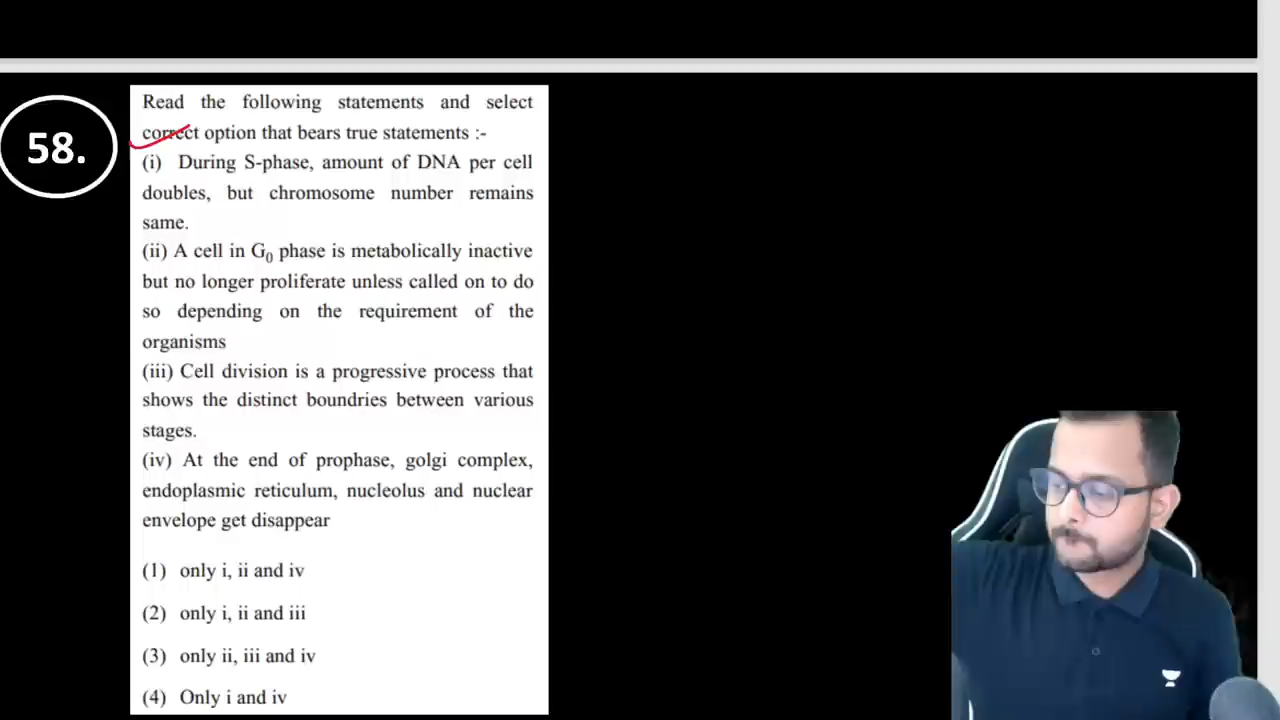 58.
Read the following statements and select
correct option that bears true statements :-
(i) During S-phase, amount of DNA per cell
doubles, but chromosome number remains
same.
(ii) A cell in G₀ phase is metabolically inactive
but no longer proliferate unless called on to do
so depending on the requirement of the
organisms
(iii) Cell division is a progressive process that
shows the distinct boundries between various
stages.
(iv) At the end of prophase, golgi complex,
endoplasmic reticulum, nucleolus and nuclear
envelope get disappear
(1) only i, ii and iv
(2) only i, ii and iii
(3) only ii, iii and iv
(4) Only i and iv